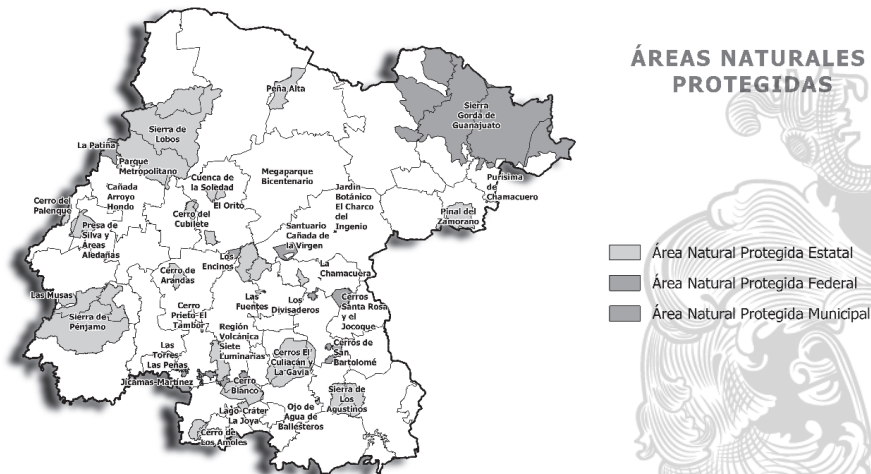 ÁREAS NATURALES
PROTEGIDAS
Peña Alta
Sierra
Gorda de
Guanajuato
Sierra de
Lobos
La Patiña
Parque
Metropolitano
Cuenca de
la Soledad
Megaparque
Bicentenario
Purísima
de
Chamacuero
Cañada
Arroyo
Hondo
Jardín
Botánico
El Charco
del
Ingenio
Cerro del
Palenque
El Orito
Cerro del
Cubilete
Pinal del
Zamorano
Presa de
Silva y
Áreas
Aledañas
Santuario
Cañada de
la Virgen
Los
Encinos
La
Chamacuera
Cerro de
Arandas
Las Musas
Las
Fuentes
Los
Divisaderos
Cerros
Santa Rosa
y el
Jocoque
Sierra de
Pénjamo
Cerro
Prieto-El
Tambor
Región
Volcánica
Siete
Luminarias
Las
Torres-
Las Peñas
Cerros El
Culiacán y
La Gavia
Cerros de
San
Bartolomé
Jícamas-Martínez
Cerro
Blanco
Sierra de
Los
Agustinos
Lago-Cráter
La Joya
Ojo de
Agua de
Ballesteros
Cerro de
Los Amoles
Área Natural Protegida Estatal
Área Natural Protegida Federal
Área Natural Protegida Municipal